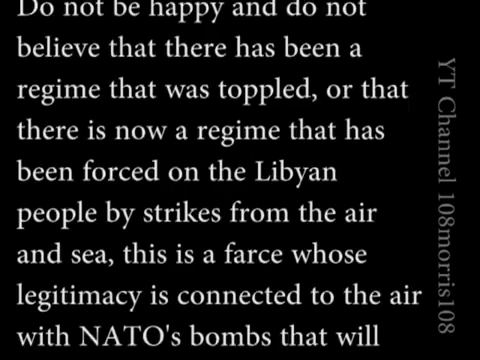 Do not be happy and do not
believe that there has been a
regime that was toppled, or that
there is now a regime that has
been forced on the Libyan
people by strikes from the air
and sea, this is a farce whose
legitimacy is connected to the air
with NATO's bombs that will
YT Channel 108morris108